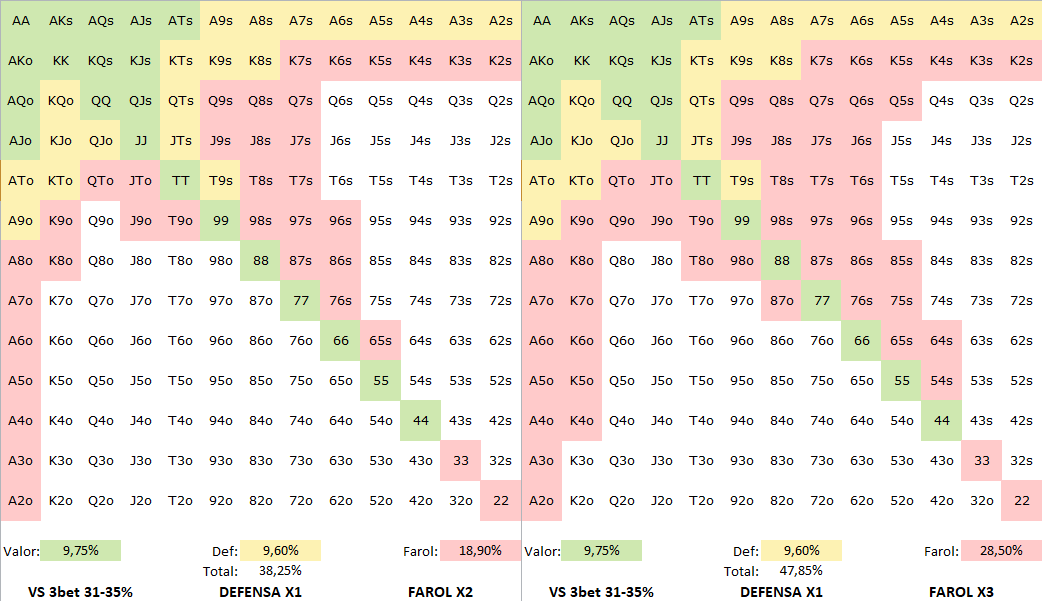 AA AKs AQs AJs ATs A9s A8s A7s A6s A5s A4s A3s A2s AA AKs AQs AJs ATs A9s A8s A7s A6s A5s A4s A3s A2s
AKo KK KQs KJs KTs K9s K8s K7s K6s K5s K4s K3s K2s AKo KK KQs KJs KTs K9s K8s K7s K6s K5s K4s K3s K2s
AQo KQo QQ QJs QTs Q9s Q8s Q7s Q6s Q5s Q4s Q3s Q2s AQo KQo QQ QJs QTs Q9s Q8s Q7s Q6s Q5s Q4s Q3s Q2s
AJo KJo QJo JJ JTs J9s J8s J7s J6s J5s J4s J3s J2s AJo KJo QJo JJ JTs J9s J8s J7s J6s J5s J4s J3s J2s
ATo KTo QTo JTo TT T9s T8s T7s T6s T5s T4s T3s T2s ATo KTo QTo JTo TT T9s T8s T7s T6s T5s T4s T3s T2s
A9o K9o Q9o J9o T9o 99 98s 97s 96s 95s 94s 93s 92s A9o K9o Q9o J9o T9o 99 98s 97s 96s 95s 94s 93s 92s
A8o K8o Q8o J8o T8o 98o 88 87s 86s 85s 84s 83s 82s A8o K8o Q8o J8o T8o 98o 88 87s 86s 85s 84s 83s 82s
A7o K7o Q7o J7o T7o 97o 87o 77 76s 75s 74s 73s 72s A7o K7o Q7o J7o T7o 97o 87o 77 76s 75s 74s 73s 72s
A6o K6o Q6o J6o T6o 96o 86o 76o 66 65s 64s 63s 62s A6o K6o Q6o J6o T6o 96o 86o 76o 66 65s 64s 63s 62s
A5o K5o Q5o J5o T5o 95o 85o 75o 65o 55 54s 53s 52s A5o K5o Q5o J5o T5o 95o 85o 75o 65o 55 54s 53s 52s
A4o K4o Q4o J4o T4o 94o 84o 74o 64o 54o 44 43s 42s A4o K4o Q4o J4o T4o 94o 84o 74o 64o 54o 44 43s 42s
A3o K3o Q3o J3o T3o 93o 83o 73o 63o 53o 43o 33 32s A3o K3o Q3o J3o T3o 93o 83o 73o 63o 53o 43o 33 32s
A2o K2o Q2o J2o T2o 92o 82o 72o 62o 52o 42o 32o 22 A2o K2o Q2o J2o T2o 92o 82o 72o 62o 52o 42o 32o 22
Valor: 9,75% Def: 9,60% Farol: 18,90% Valor: 9,75% Def: 9,60% Farol: 28,50%
Total: 38,25% Total: 47,85%
VS 3bet 31-35% DEFENSA X1 FAROL X2 VS 3bet 31-35% DEFENSA X1 FAROL X3